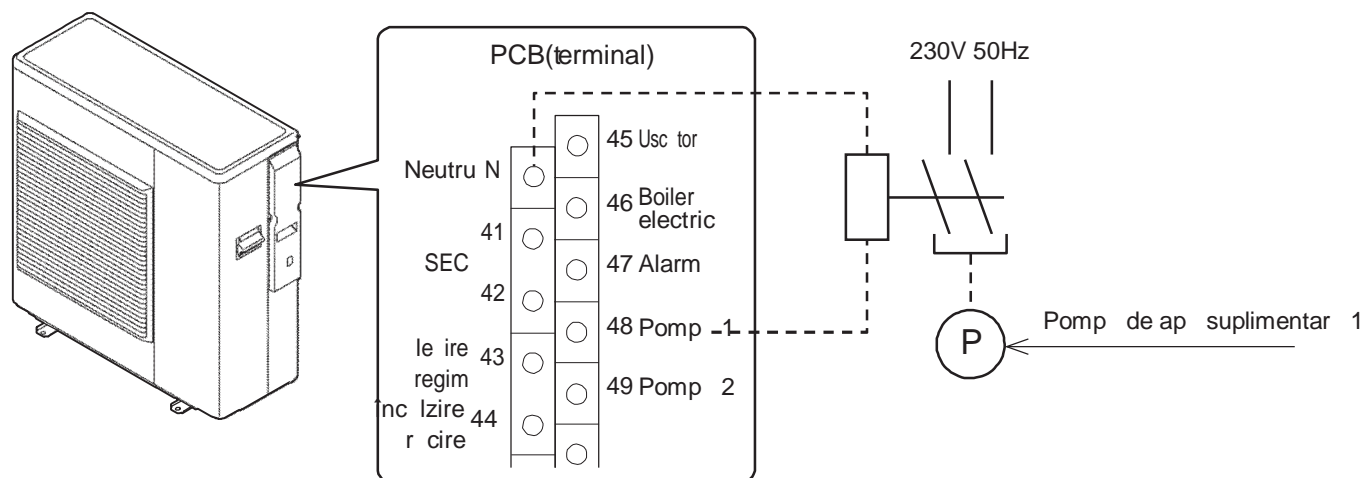 PCB(terminal)
230V 50Hz
Neutru N
41
SEC
42
Ie ire
regim
43
înc lzire
r cire
44
45 Usc tor
46 Boiler
electric
47 Alarm
48 Pomp 1
49 Pomp 2
P
Pomp de ap suplimentar 1